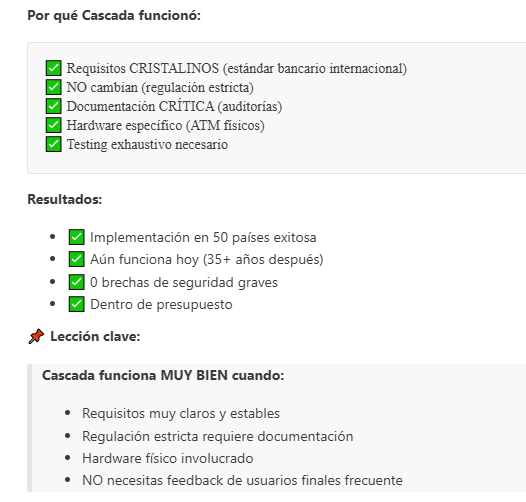 Por qué Cascada funcionó:
✅ Requisitos CRISTALINOS (estándar bancario internacional)
✅ NO cambian (regulación estricta)
✅ Documentación CRÍTICA (auditorías)
✅ Hardware específico (ATM físicos)
✅ Testing exhaustivo necesario
Resultados:
• ✅ Implementación en 50 países exitosa
• ✅ Aún funciona hoy (35+ años después)
• ✅ 0 brechas de seguridad graves
• ✅ Dentro de presupuesto
📌 Lección clave:
Cascada funciona MUY BIEN cuando:
• Requisitos muy claros y estables
• Regulación estricta requiere documentación
• Hardware físico involucrado
• NO necesitas feedback de usuarios finales frecuente